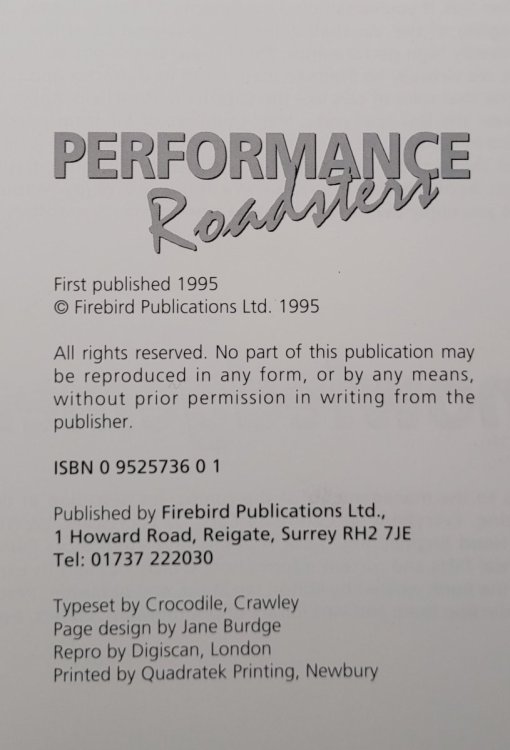 PERFORMANCE
Roadsters
First published 1995
© Firebird Publications Ltd. 1995
All rights reserved. No part of this publication may
be reproduced in any form, or by any means,
without prior permission in writing from the
publisher.
ISBN 0 9525736 0 1
Published by Firebird Publications Ltd.,
1 Howard Road, Reigate, Surrey RH2 7JE
Tel: 01737 222030
Typeset by Crocodile, Crawley
Page design by Jane Burdge
Repro by Digiscan, London
Printed by Quadratek Printing, Newbury